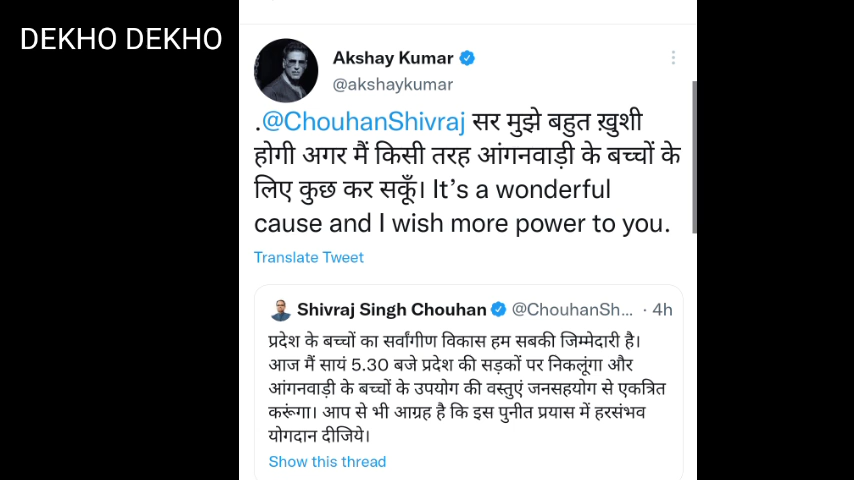 DEKHO DEKHO
Akshay Kumar
@akshaykumar
.@ChouhanShivraj सर मुझे बहुत ख़ुशी
होगी अगर मैं किसी तरह आंगनवाड़ी के बच्चों के
लिए कुछ कर सकूँ। It’s a wonderful
cause and I wish more power to you.
Translate Tweet
Shivraj Singh Chouhan @ChouhanSh... · 4h
प्रदेश के बच्चों का सर्वांगीण विकास हम सबकी जिम्मेदारी है।
आज मैं सायं 5.30 बजे प्रदेश की सड़कों पर निकलूंगा और
आंगनवाड़ी के बच्चों के उपयोग की वस्तुएं जनसहयोग से एकत्रित
करूंगा। आप से भी आग्रह है कि इस पुनीत प्रयास में हरसंभव
योगदान दीजिये।
Show this thread